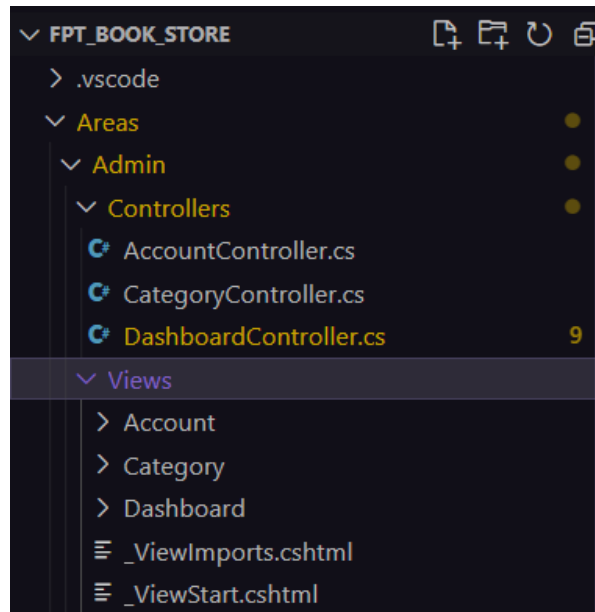 FPT_BOOK_STORE
.vscode
Areas
Admin
Controllers
C# AccountController.cs
C# CategoryController.cs
C# DashboardController.cs 9
Views
Account
Category
Dashboard
_ViewImports.cshtml
_ViewStart.cshtml